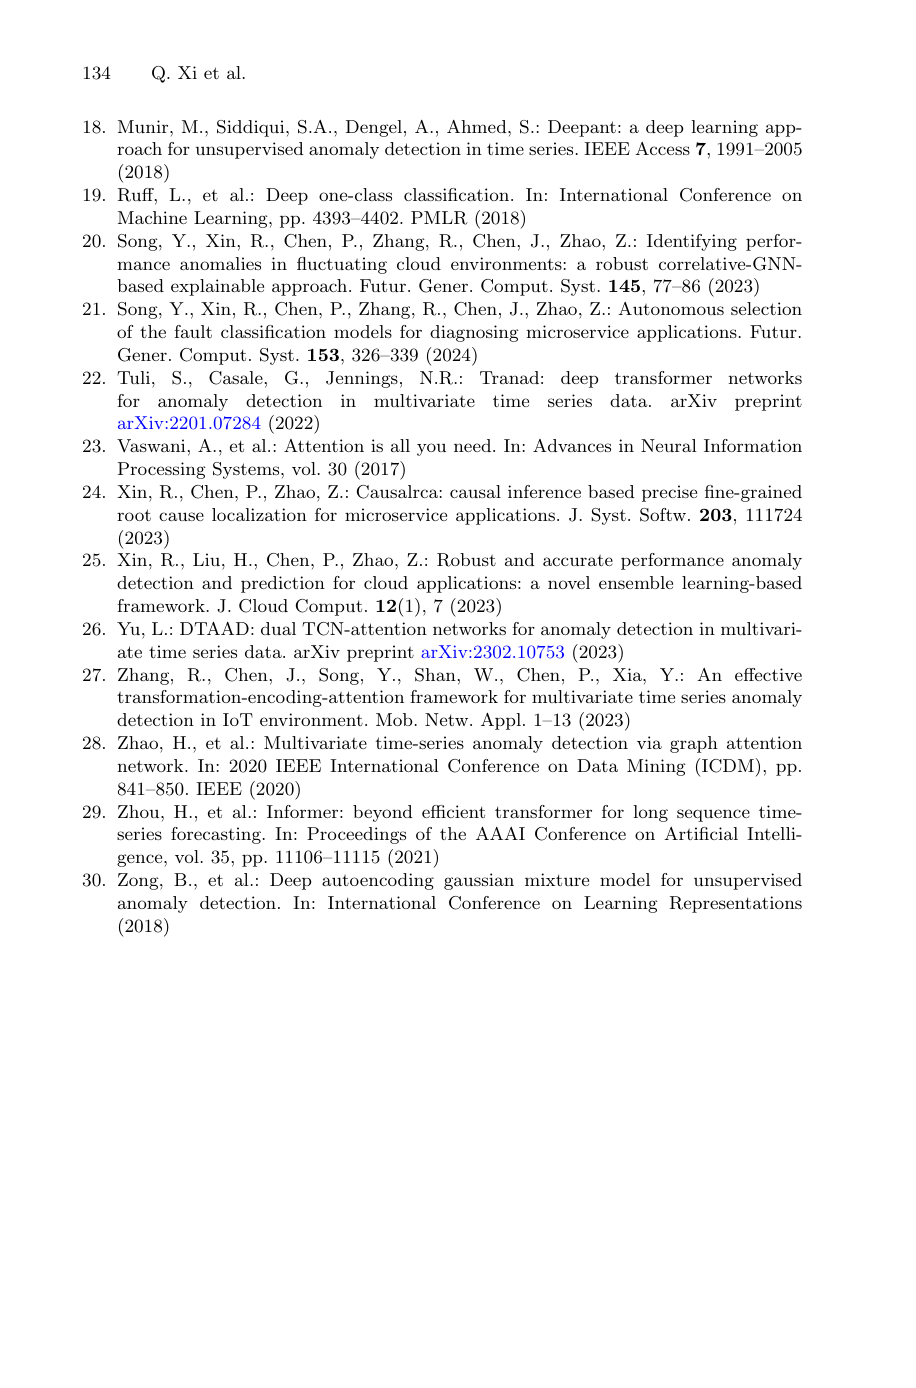 134 Q. Xi et al.
18. Munir, M., Siddiqui, S.A., Dengel, A., Ahmed, S.: Deepant: a deep learning app-
roach for unsupervised anomaly detection in time series. IEEE Access 7, 1991–2005
(2018)
19. Ruff, L., et al.: Deep one-class classification. In: International Conference on
Machine Learning, pp. 4393–4402. PMLR (2018)
20. Song, Y., Xin, R., Chen, P., Zhang, R., Chen, J., Zhao, Z.: Identifying perfor-
mance anomalies in fluctuating cloud environments: a robust correlative-GNN-
based explainable approach. Futur. Gener. Comput. Syst. 145, 77–86 (2023)
21. Song, Y., Xin, R., Chen, P., Zhang, R., Chen, J., Zhao, Z.: Autonomous selection
of the fault classification models for diagnosing microservice applications. Futur.
Gener. Comput. Syst. 153, 326–339 (2024)
22. Tuli, S., Casale, G., Jennings, N.R.: Tranad: deep transformer networks
for anomaly detection in multivariate time series data. arXiv preprint
arXiv:2201.07284 (2022)
23. Vaswani, A., et al.: Attention is all you need. In: Advances in Neural Information
Processing Systems, vol. 30 (2017)
24. Xin, R., Chen, P., Zhao, Z.: Causalrca: causal inference based precise fine-grained
root cause localization for microservice applications. J. Syst. Softw. 203, 111724
(2023)
25. Xin, R., Liu, H., Chen, P., Zhao, Z.: Robust and accurate performance anomaly
detection and prediction for cloud applications: a novel ensemble learning-based
framework. J. Cloud Comput. 12(1), 7 (2023)
26. Yu, L.: DTAAD: dual TCN-attention networks for anomaly detection in multivari-
ate time series data. arXiv preprint arXiv:2302.10753 (2023)
27. Zhang, R., Chen, J., Song, Y., Shan, W., Chen, P., Xia, Y.: An effective
transformation-encoding-attention framework for multivariate time series anomaly
detection in IoT environment. Mob. Netw. Appl. 1–13 (2023)
28. Zhao, H., et al.: Multivariate time-series anomaly detection via graph attention
network. In: 2020 IEEE International Conference on Data Mining (ICDM), pp.
841–850. IEEE (2020)
29. Zhou, H., et al.: Informer: beyond efficient transformer for long sequence time-
series forecasting. In: Proceedings of the AAAI Conference on Artificial Intelli-
gence, vol. 35, pp. 11106–11115 (2021)
30. Zong, B., et al.: Deep autoencoding gaussian mixture model for unsupervised
anomaly detection. In: International Conference on Learning Representations
(2018)